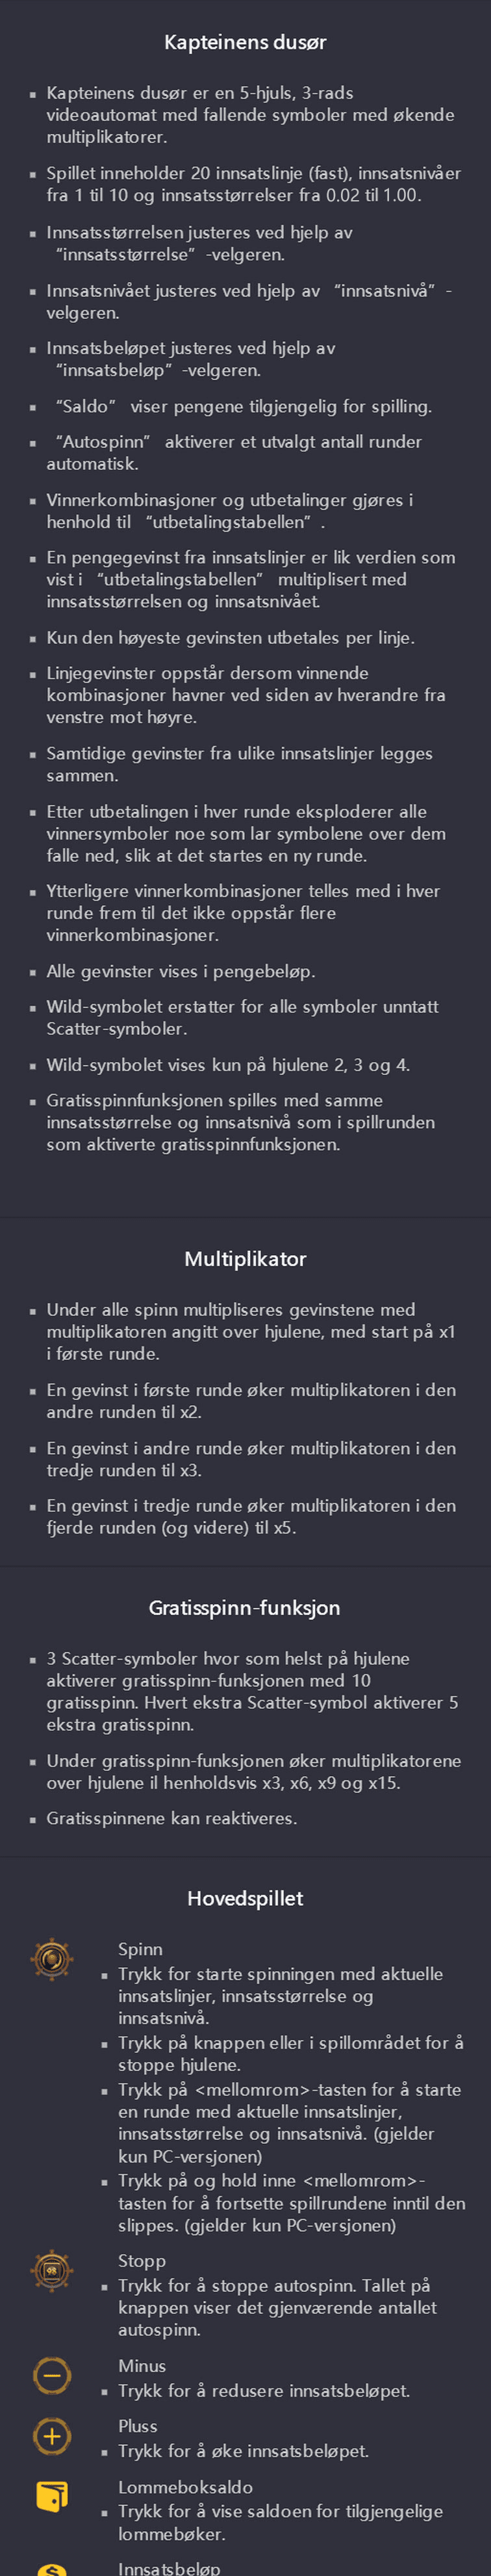 Kapteinens dusør
▪ Kapteinens dusør er en 5-hjuls, 3-rads
videoautomat med fallende symboler med økende
multiplikatorer.
▪ Spillet inneholder 20 innsatslinje (fast), innsatsnivåer
fra 1 til 10 og innsatsstørrelser fra 0.02 til 1.00.
▪ Innsatsstørrelsen justeres ved hjelp av
“innsatsstørrelse” -velgeren.
▪ Innsatsnivået justeres ved hjelp av “innsatsnivå” -
velgeren.
▪ Innsatsbeløpet justeres ved hjelp av
“innsatsbeløp” -velgeren.
▪ “Saldo” viser pengene tilgjengelig for spilling.
▪ “Autospinn” aktiverer et utvalgt antall runder
automatisk.
▪ Vinnerkombinasjoner og utbetalinger gjøres i
henhold til “utbetalingstabellen” .
▪ En pengegevinst fra innsatslinjer er lik verdien som
vist i “utbetalingstabellen” multiplisert med
innsatsstørrelsen og innsatsnivået.
▪ Kun den høyeste gevinsten utbetales per linje.
▪ Linjegevinster oppstår dersom vinnende
kombinasjoner havner ved siden av hverandre fra
venstre mot høyre.
▪ Samtidige gevinster fra ulike innsatslinjer legges
sammen.
▪ Etter utbetalingen i hver runde eksploderer alle
vinnersymboler noe som lar symbolene over dem
falle ned, slik at det startes en ny runde.
▪ Ytterligere vinnerkombinasjoner telles med i hver
runde frem til det ikke oppstår flere
vinnerkombinasjoner.
▪ Alle gevinster vises i pengebeløp.
▪ Wild-symbolet erstatter for alle symboler unntatt
Scatter-symboler.
▪ Wild-symbolet vises kun på hjulene 2, 3 og 4.
▪ Gratisspinnfunksjonen spilles med samme
innsatsstørrelse og innsatsnivå som i spillrunden
som aktiverte gratisspinnfunksjonen.
Multiplikator
▪ Under alle spinn multipliseres gevinstene med
multiplikatoren angitt over hjulene, med start på x1
i første runde.
▪ En gevinst i første runde øker multiplikatoren i den
andre runden til x2.
▪ En gevinst i andre runde øker multiplikatoren i den
tredje runden til x3.
▪ En gevinst i tredje runde øker multiplikatoren i den
fjerde runden (og videre) til x5.
Gratisspinn-funksjon
▪ 3 Scatter-symboler hvor som helst på hjulene
aktiverer gratisspinn-funksjonen med 10
gratisspinn. Hvert ekstra Scatter-symbol aktiverer 5
ekstra gratisspinn.
▪ Under gratisspinn-funksjonen øker multiplikatorene
over hjulene il henholdsvis x3, x6, x9 og x15.
▪ Gratisspinnene kan reaktiveres.
Hovedspillet
Spinn
▪ Trykk for starte spinningen med aktuelle
innsatslinjer, innsatsstørrelse og
innsatsnivå.
▪ Trykk på knappen eller i spillområdet for å
stoppe hjulene.
▪ Trykk på <mellomrom>-tasten for å starte
en runde med aktuelle innsatslinjer,
innsatsstørrelse og innsatsnivå. (gjelder
kun PC-versjonen)
▪ Trykk på og hold inne <mellomrom>-
tasten for å fortsette spillrundene inntil den
slippes. (gjelder kun PC-versjonen)
Stopp
▪ Trykk for å stoppe autospinn. Tallet på
knappen viser det gjenværende antallet
autospinn.
Minus
▪ Trykk for å redusere innsatsbeløpet.
Pluss
▪ Trykk for å øke innsatsbeløpet.
Lommeboksaldo
▪ Trykk for å vise saldoen for tilgjengelige
lommebøker.
Innsatsbeløp